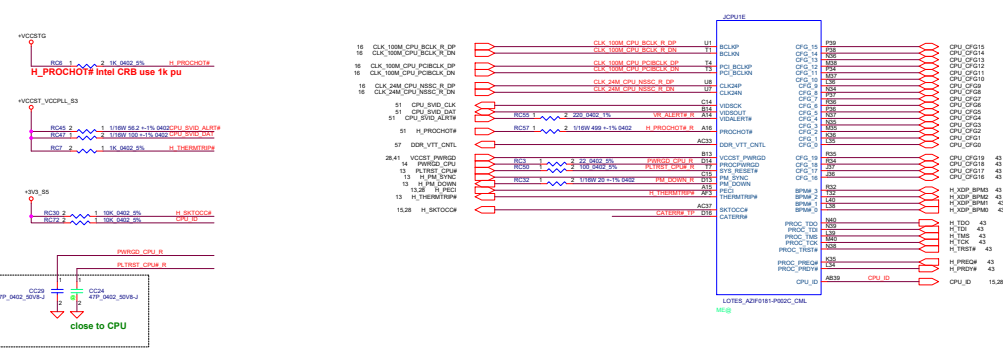 +VCCSTG
RC6 1 2 1K_0402_5% H_PROCHOT#
H_PROCHOT# Intel CRB use 1k pu
+VCCST_VCCPLL_S3
RC45 2 1 1/16W 56.2 +-1% 0402 CPU_SVID_ALRT#
RC47 1 2 1/16W 100 +-1% 0402 CPU_SVID_DAT
RC7 1 2 1K_0402_5% H_THERMTRIP#
+3V3_S5
RC30 2 1 10K_0402_5% H_SKTOCC#
RC72 2 1 10K_0402_5% CPU_ID
PWRGD_CPU_R
PLTRST_CPU#_R
1 1
CC29 CC24
47P_0402_50V8-J 47P_0402_50V8-J
2 2
close to CPU
JCPU1E
16 CLK_100M_CPU_BCLK_R_DP CLK_100M_CPU_BCLK_R_DP U1 BCLKP
16 CLK_100M_CPU_BCLK_R_DN CLK_100M_CPU_BCLK_R_DN T1 BCLKN
16 CLK_100M_CPU_PCIBCLK_R_DP CLK_100M_CPU_PCIBCLK_R_DP T4 PCI_BCLKP
16 CLK_100M_CPU_PCIBCLK_R_DN CLK_100M_CPU_PCIBCLK_R_DN T3 PCI_BCLKN
16 CLK_24M_CPU_NSSC_R_DP CLK_24M_CPU_NSSC_R_DP U8 CLK24P
16 CLK_24M_CPU_NSSC_R_DN CLK_24M_CPU_NSSC_R_DN U7 CLK24N
51 CPU_SVID_CLK C14 VIDSCK
51 CPU_SVID_DAT B14 VIDSOUT
51 CPU_SVID_ALRT# RC55 1 2 220_0402_1% VR_ALERT#_R A14 VIDALERT#
51 H_PROCHOT# RC57 1 2 1/16W 499 +-1% 0402 H_PROCHOT#_R A16 PROCHOT#
57 DDR_VTT_CNTL AC33 DDR_VTT_CNTL
28,41 VCCST_PWRGD B13 VCCST_PWRGD
14 PWRGD_CPU RC3 1 2 22_0402_5% PWRGD_CPU_R D14 PROCPWRGD
13 PLTRST_CPU# RC50 1 2 100_0402_5% PLTRST_CPU#_R T7 SYS_RESET#
13 H_PM_SYNC C15 PM_SYNC
13 H_PM_DOWN RC32 1 2 1/16W 20 +-1% 0402 PM_DOWN_R D13 PM_DOWN
13,28 H_PECI A15 PECI
13 H_THERMTRIP# H_THERMTRIP# AF3 THERMTRIP#
15,28 H_SKTOCC# AC37 SKTOCC#
CATERR#_TP D16 CATERR#
CFG_15 P39 CPU_CFG15
CFG_14 P38 CPU_CFG14
CFG_13 N36 CPU_CFG13
CFG_12 M38 CPU_CFG12
CFG_11 P34 CPU_CFG11
CFG_10 M37 CPU_CFG10
CFG_9 L36 CPU_CFG9
CFG_8 N34 CPU_CFG8
CFG_7 P37 CPU_CFG7
CFG_6 R36 CPU_CFG6
CFG_5 P36 CPU_CFG5
CFG_4 N37 CPU_CFG4
CFG_3 N35 CPU_CFG3
CFG_2 M35 CPU_CFG2
CFG_1 K36 CPU_CFG1
CFG_0 L35 CPU_CFG0
CFG_19 R35 CPU_CFG19 43
CFG_18 R34 CPU_CFG18 43
CFG_17 J37 CPU_CFG17 43
CFG_16 J36 CPU_CFG16 43
BPM#_3 R32 H_XDP_BPM3 43
BPM#_2 T32 H_XDP_BPM2 43
BPM#_1 L40 H_XDP_BPM1 43
BPM#_0 L38 H_XDP_BPM0 43
PROC_TDO N40 H_TDO 43
PROC_TDI N39 H_TDI 43
PROC_TMS L39 H_TMS 43
PROC_TCK M40 H_TCK 43
PROC_TRST# N38 H_TRST# 43
PROC_PREQ# K35 H_PREQ# 43
PROC_PRDY# L34 H_PRDY# 43
CPU_ID AB39 CPU_ID CPU_ID 15,28
LOTES_AZIF0181-P002C_CML
ME@